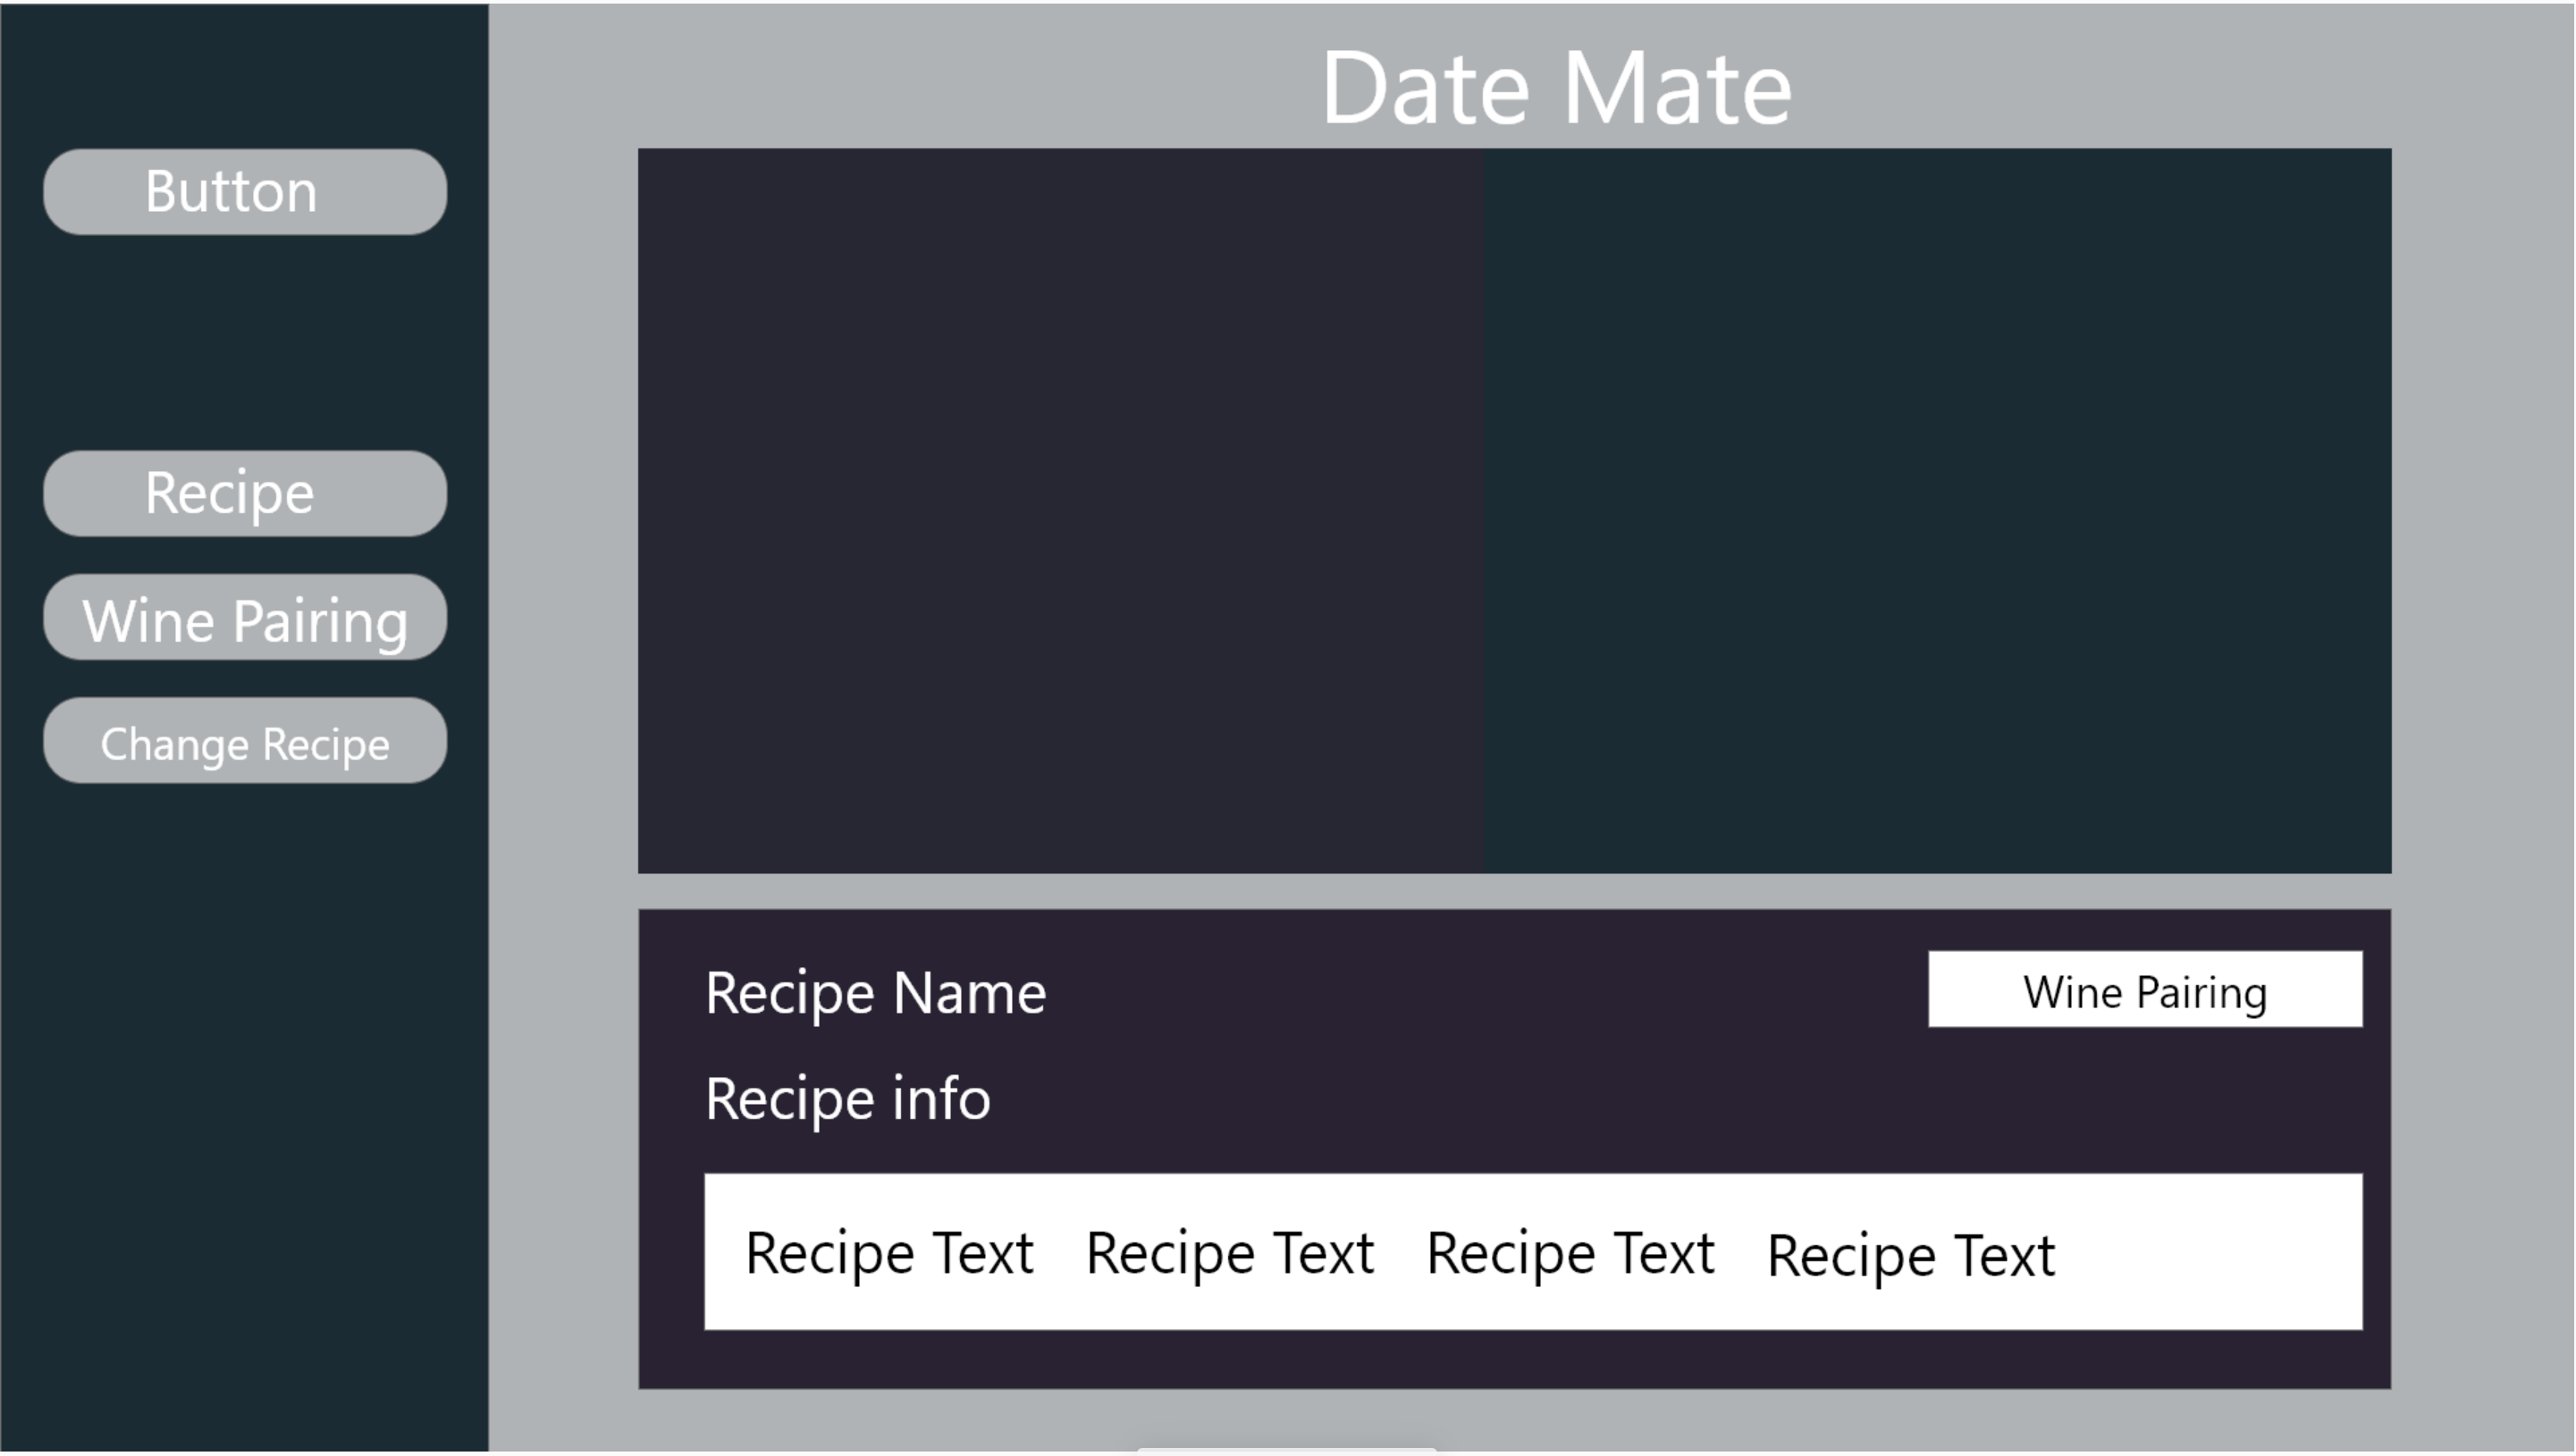 Date Mate
Button
Recipe
Wine Pairing
Change Recipe
Recipe Name
Wine Pairing
Recipe info
Recipe Text Recipe Text Recipe Text Recipe Text